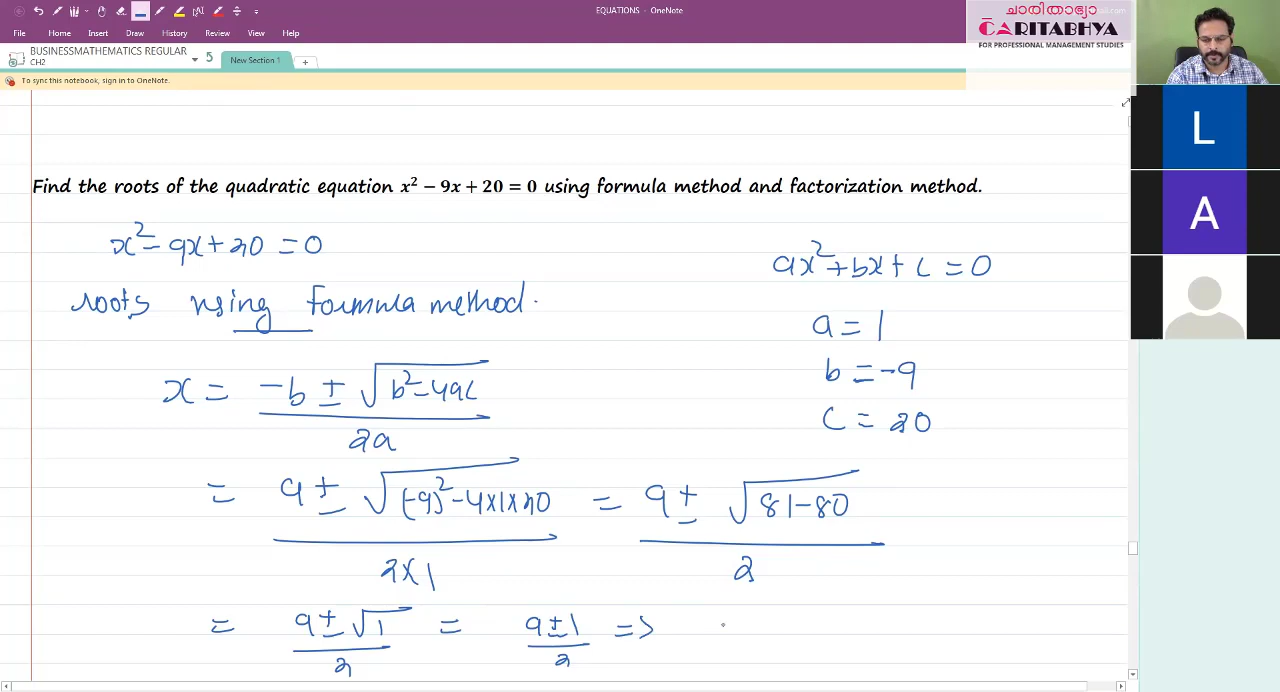 EQUATIONS - OneNote
File Home Insert Draw History Review View Help
BUSINESSMATHEMATICS REGULAR
CH2
New Section 1
To sync this notebook, sign in to OneNote.
ചാരിതാഭ്യാ
CARITABHYA
FOR PROFESSIONAL MANAGEMENT STUDIES
L
A
Find the roots of the quadratic equation x² − 9x + 20 = 0 using formula method and factorization method.
x² − 9x + 20 = 0
ax² + bx + c = 0
roots using formula method.
a = 1
b = −9
c = 20
x = (−b ± √(b² − 4ac)) / 2a
= (9 ± √((−9)² − 4×1×20)) / 2×1 = (9 ± √(81 − 80)) / 2
= (9 ± √1) / 2 = (9 ± 1) / 2 =>